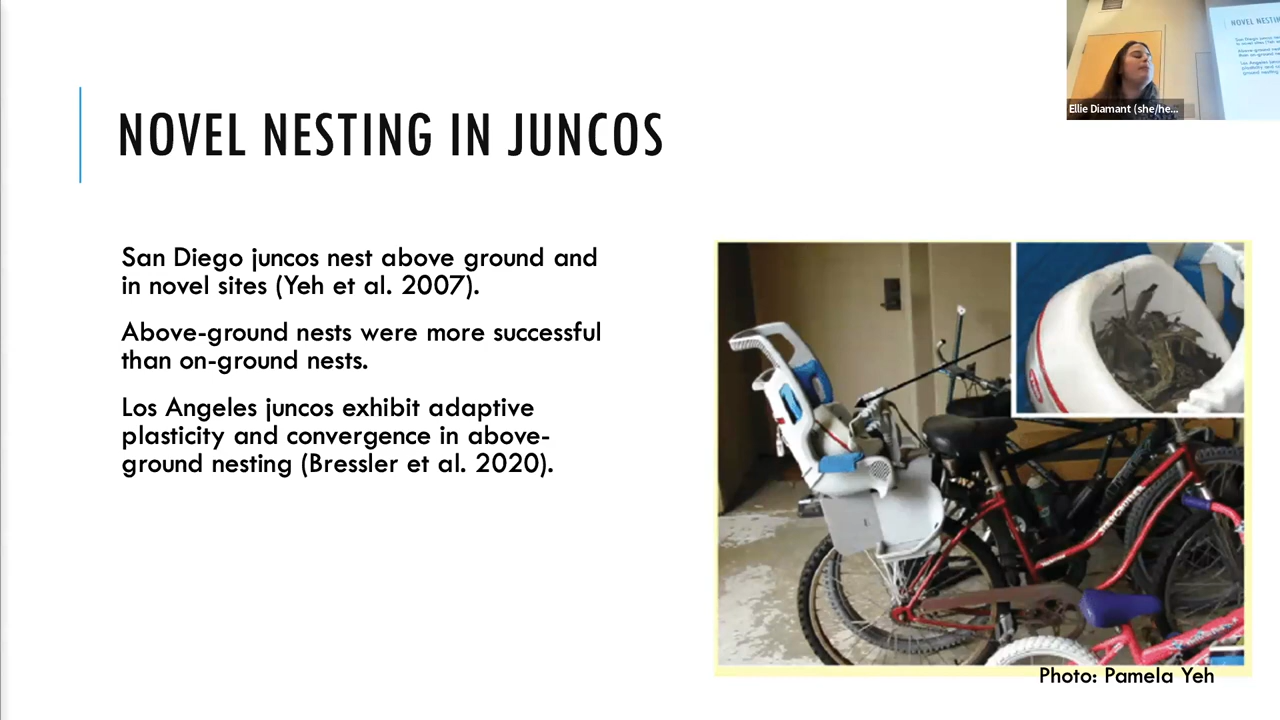 NOVEL NESTING IN JUNCOS
San Diego juncos nest above ground and
in novel sites (Yeh et al. 2007).
Above-ground nests were more successful
than on-ground nests.
Los Angeles juncos exhibit adaptive
plasticity and convergence in above-
ground nesting (Bressler et al. 2020).
Photo: Pamela Yeh
Ellie Diamant (she/he...